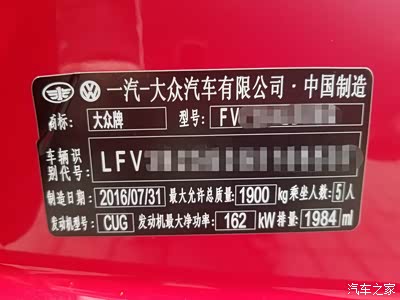 一汽-大众汽车有限公司·中国制造
商标: 大众牌 型号: FV
车辆识别代号: LFV
制造日期: 2016/07/31 最大允许总质量: 1900 kg 乘坐人数: 5 人
发动机型号: CUG 发动机最大净功率: 162 kW 排量: 1984 ml
汽车之家